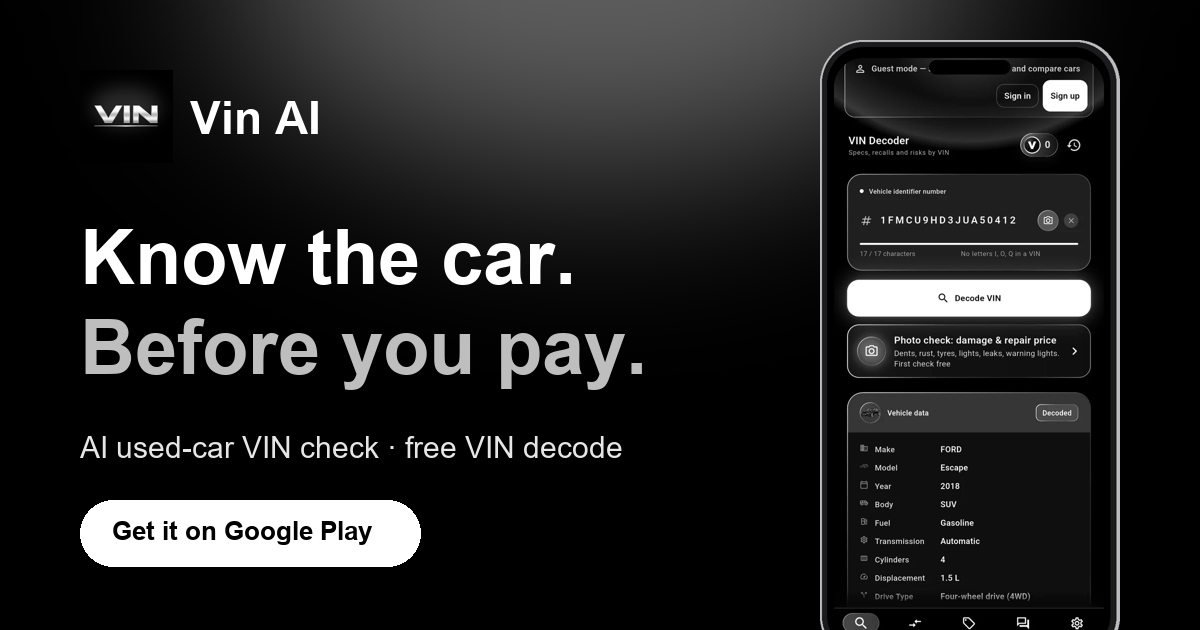 VIN
Vin AI
Know the car.
Before you pay.
AI used-car VIN check · free VIN decode
Get it on Google Play
Guest mode — and compare cars
Sign in
Sign up
VIN Decoder
Specs, recalls and risks by VIN
V 0
Vehicle identifier number
# 1FMCU9HD3JUA50412
17 / 17 characters
No letters I, O, Q in a VIN
Decode VIN
Photo check: damage & repair price
Dents, rust, tyres, lights, leaks, warning lights.
First check free
Vehicle data
Decoded
Make FORD
Model Escape
Year 2018
Body SUV
Fuel Gasoline
Transmission Automatic
Cylinders 4
Displacement 1.5 L
Drive Type Four-wheel drive (4WD)